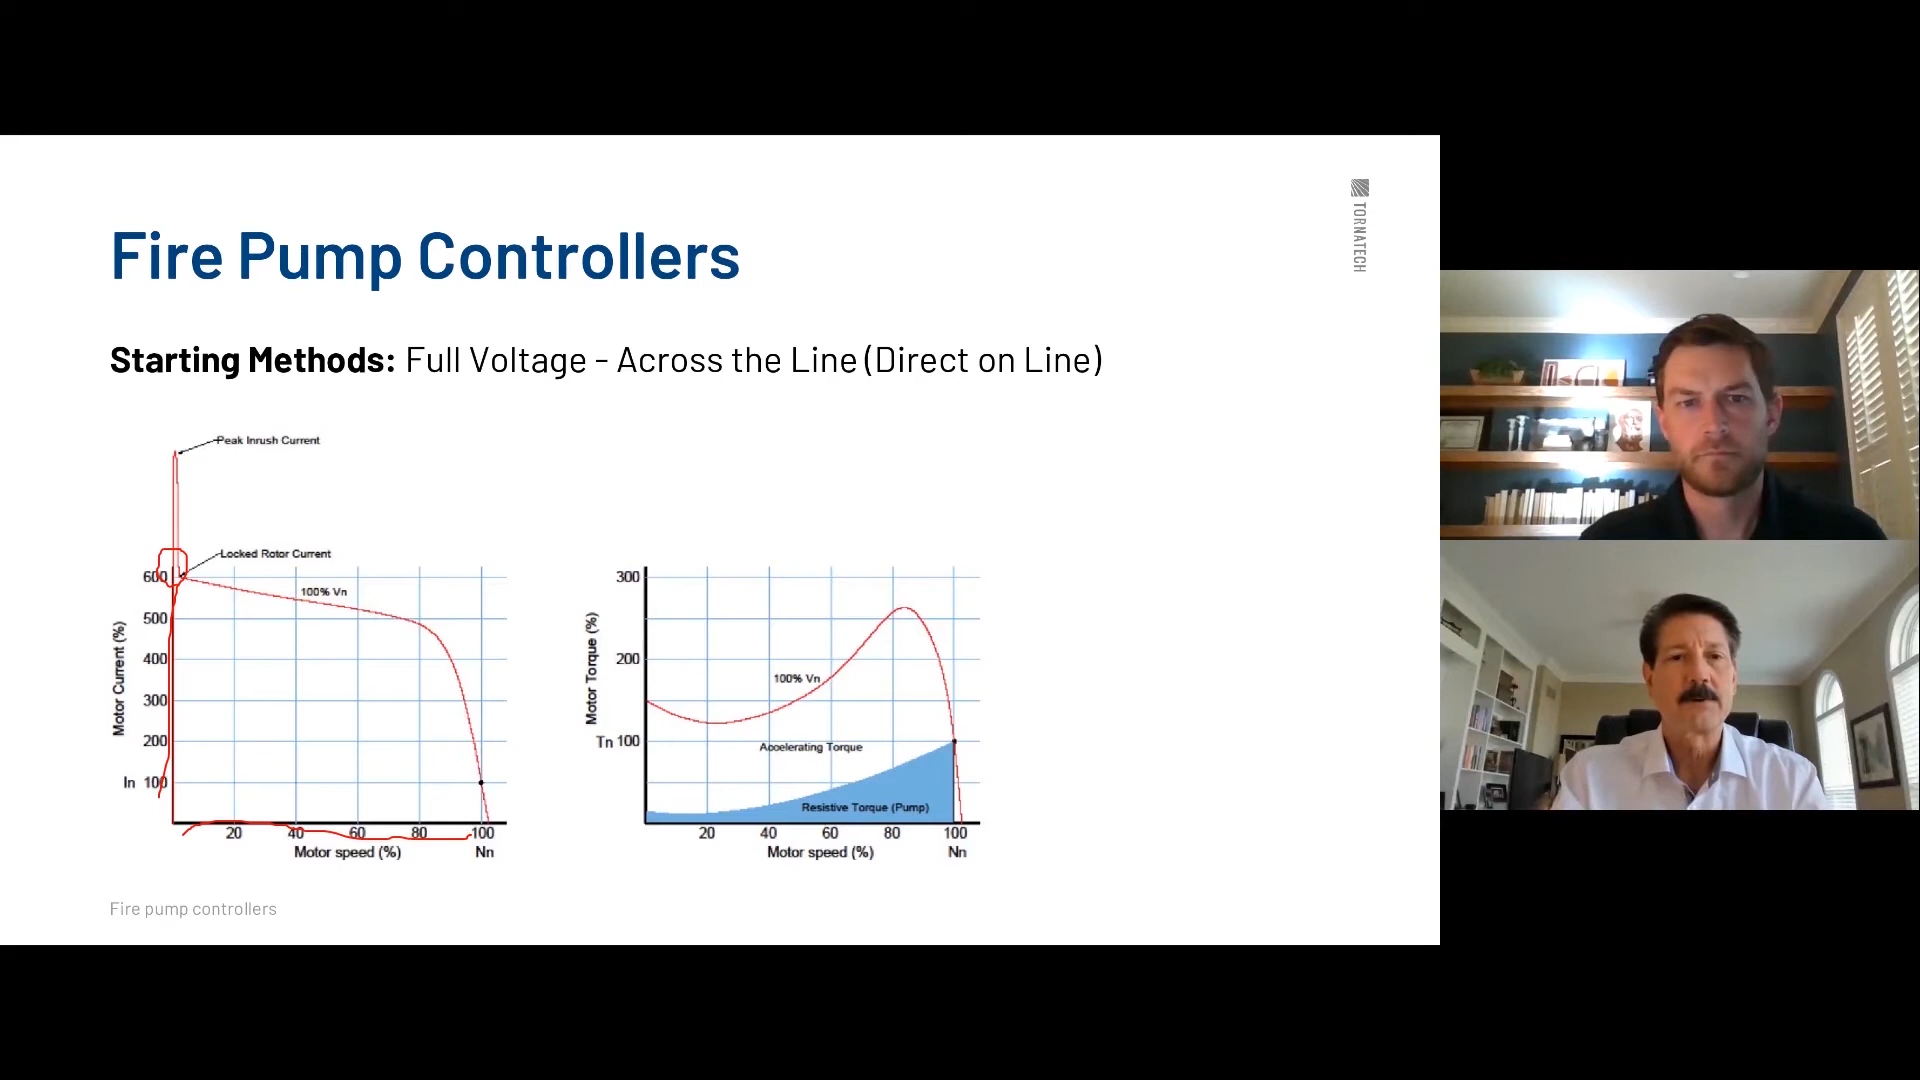 TORNATECH
Fire Pump Controllers
Starting Methods: Full Voltage - Across the Line (Direct on Line)
Peak Inrush Current
Locked Rotor Current
600
100% Vn
500
400
300
200
In 100
Motor Current (%)
20 40 60 80 100
Motor speed (%) Nn
300
200
100% Vn
Tn 100
Motor Torque (%)
Accelerating Torque
Resistive Torque (Pump)
20 40 60 80 100
Motor speed (%) Nn
Fire pump controllers